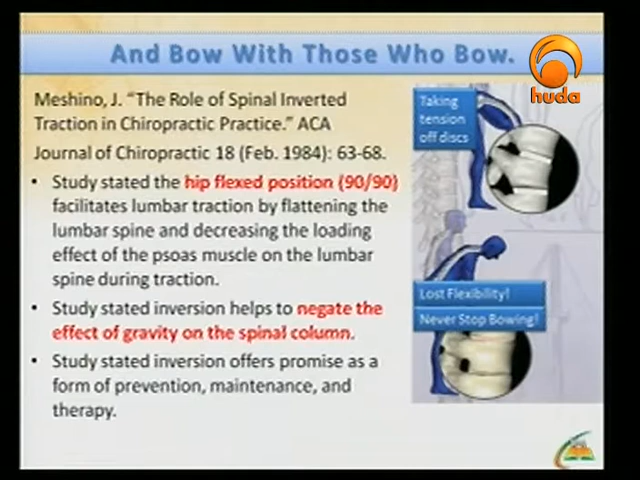 And Bow With Those Who Bow.
huda
Meshino, J. "The Role of Spinal Inverted
Traction in Chiropractic Practice." ACA
Journal of Chiropractic 18 (Feb. 1984): 63-68.
• Study stated the hip flexed position (90/90)
facilitates lumbar traction by flattening the
lumbar spine and decreasing the loading
effect of the psoas muscle on the lumbar
spine during traction.
• Study stated inversion helps to negate the
effect of gravity on the spinal column.
• Study stated inversion offers promise as a
form of prevention, maintenance, and
therapy.
Taking
tension
off discs
Lost Flexibility!
Never Stop Bowing!